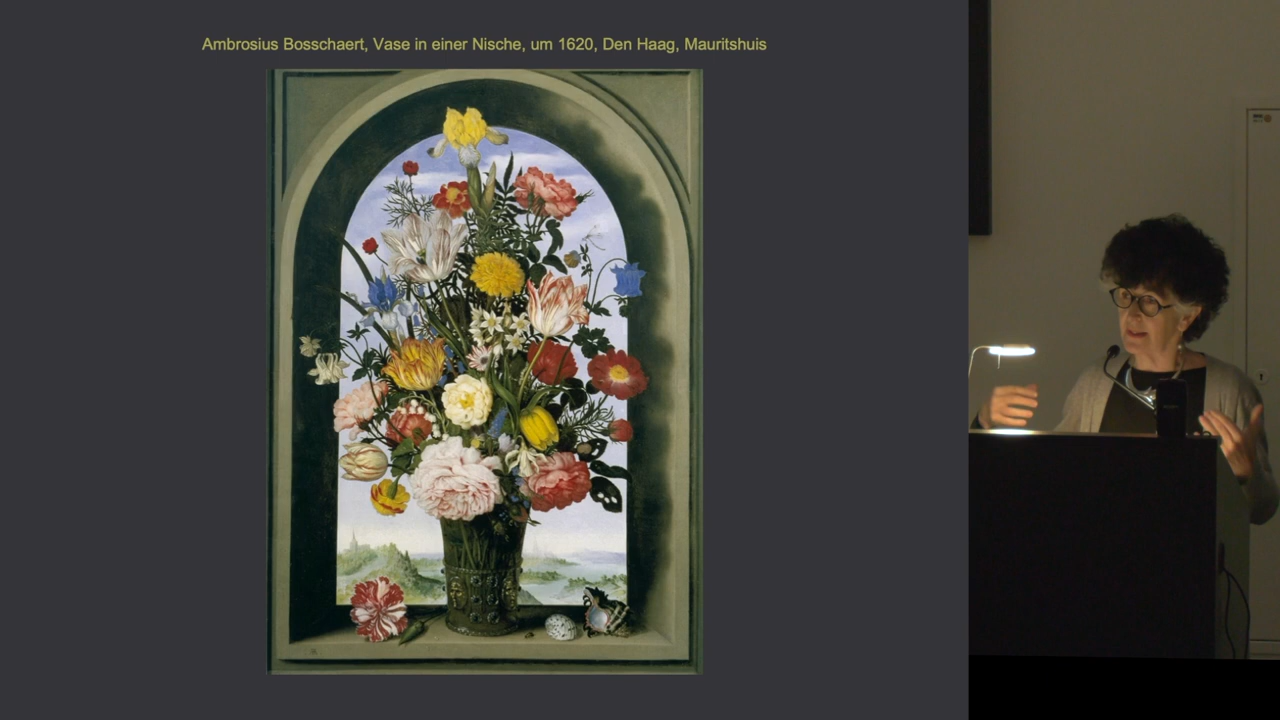 Ambrosius Bosschaert, Vase in einer Nische, um 1620, Den Haag, Mauritshuis